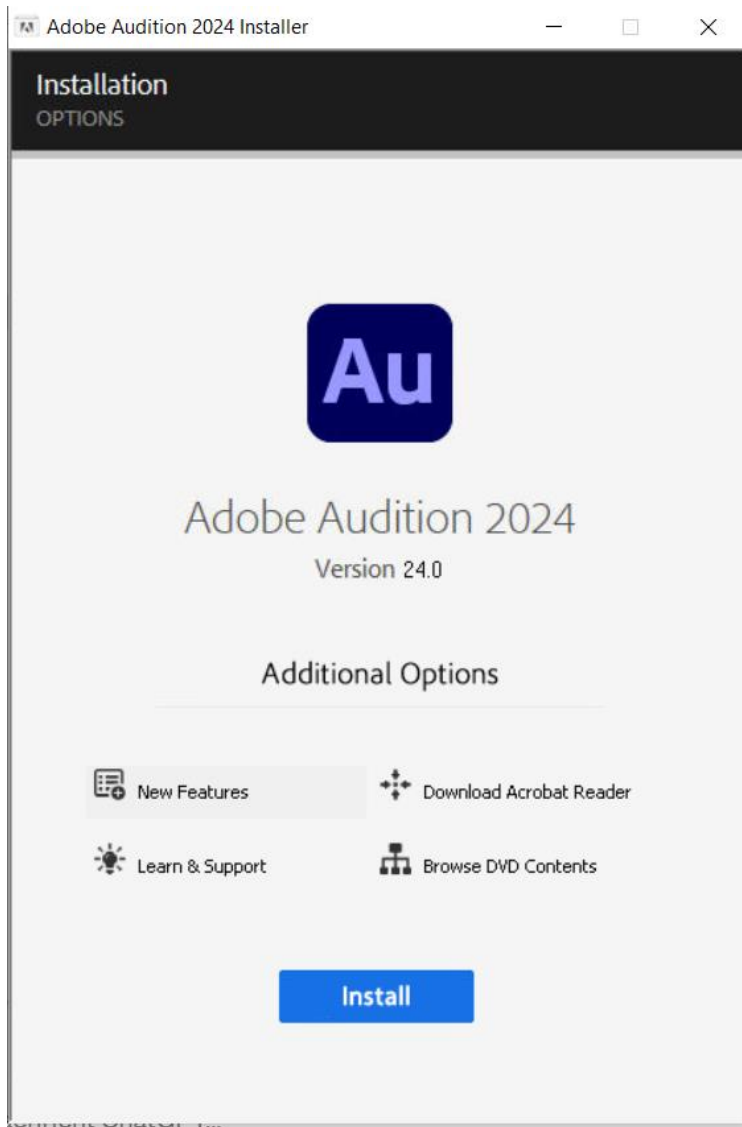 Adobe Audition 2024 Installer
Installation
OPTIONS
Au
Adobe Audition 2024
Version 24.0
Additional Options
New Features
Download Acrobat Reader
Learn & Support
Browse DVD Contents
Install